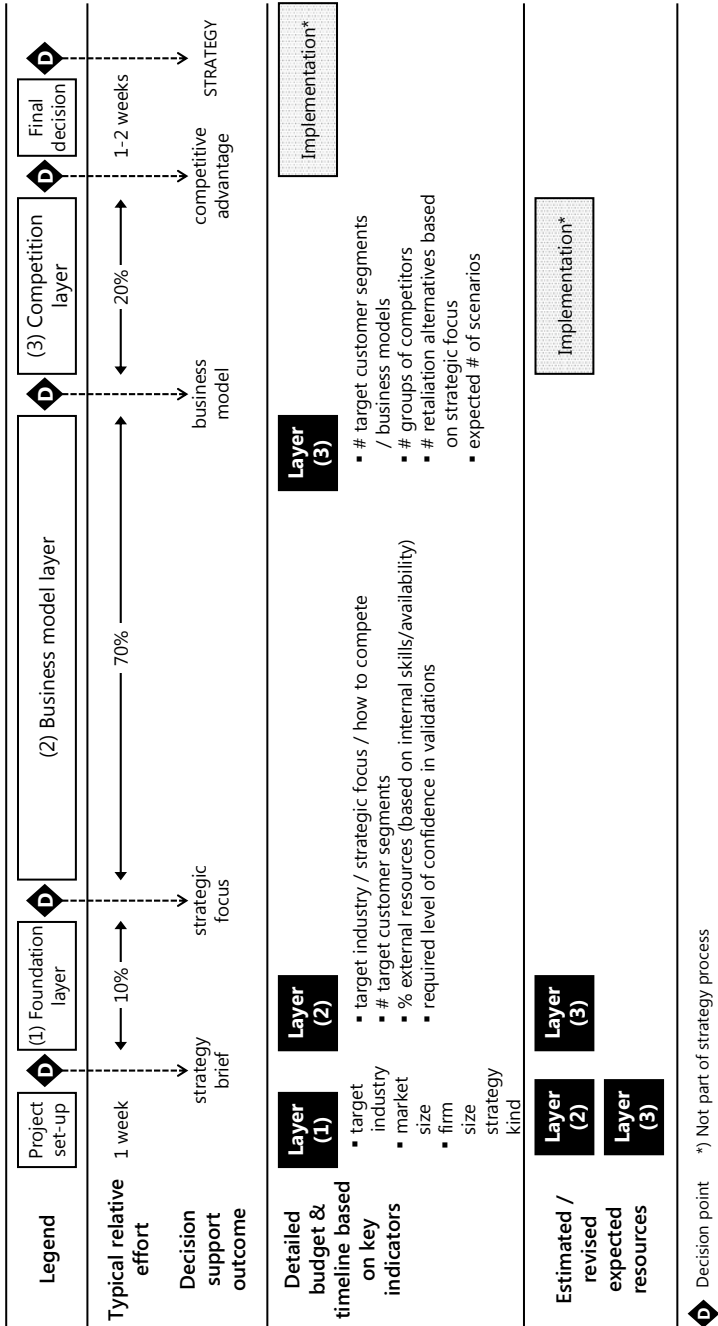 Legend
Project
set-up
D
(1) Foundation
layer
D
(2) Business model layer
D
(3) Competition
layer
D
Final
decision
D
Typical relative
effort
1 week
10%
70%
20%
1-2 weeks
Decision
support
outcome
strategy
brief
strategic
focus
business
model
competitive
advantage
STRATEGY
Detailed
budget &
timeline based
on key
indicators
Layer
(1)
▪ target
industry
▪ market
size
▪ firm
size
strategy
kind
Layer
(2)
▪ target industry / strategic focus / how to compete
▪ # target customer segments
▪ % external resources (based on internal skills/availability)
▪ required level of confidence in validations
Layer
(3)
▪ # target customer segments
/ business models
▪ # groups of competitors
▪ # retaliation alternatives based
on strategic focus
▪ expected # of scenarios
Implementation*
Estimated /
revised
expected
resources
Layer
(2)
Layer
(3)
Layer
(3)
Implementation*
D Decision point
*) Not part of strategy process